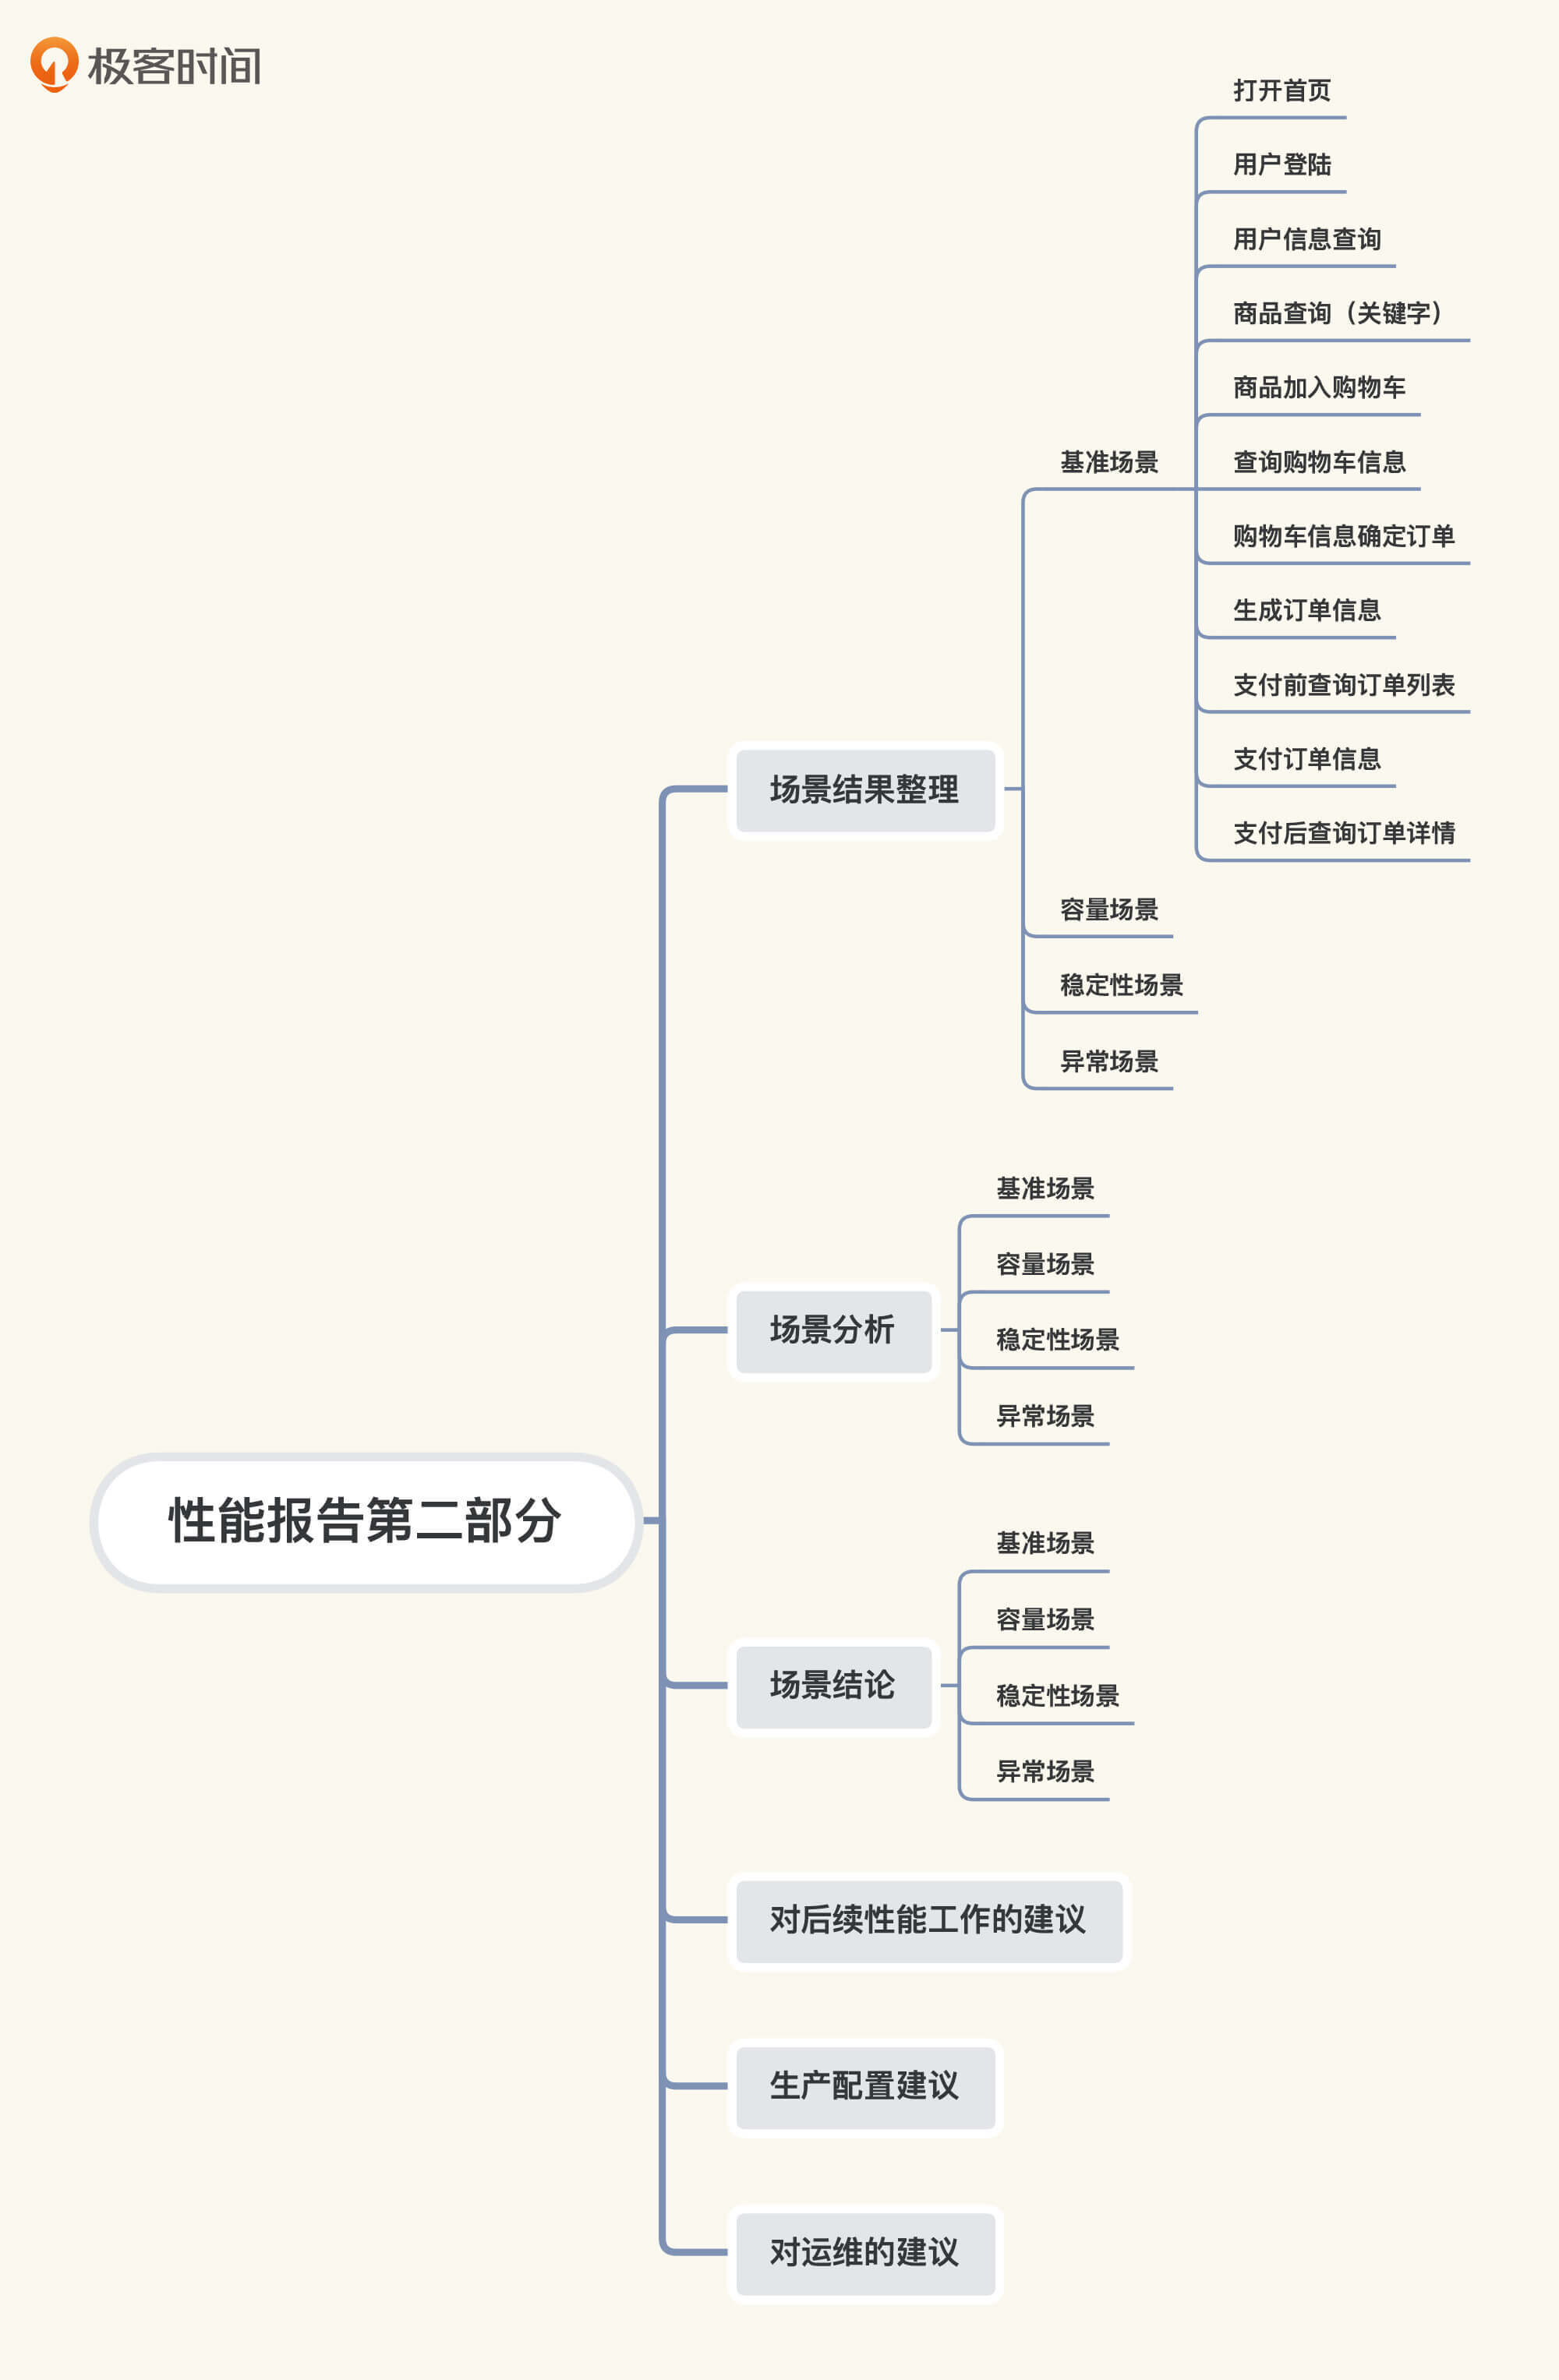 极客时间
打开首页
用户登陆
用户信息查询
商品查询（关键字）
商品加入购物车
基准场景
查询购物车信息
购物车信息确定订单
生成订单信息
支付前查询订单列表
支付订单信息
场景结果整理
支付后查询订单详情
容量场景
稳定性场景
异常场景
基准场景
容量场景
场景分析
稳定性场景
异常场景
性能报告第二部分
基准场景
容量场景
场景结论
稳定性场景
异常场景
对后续性能工作的建议
生产配置建议
对运维的建议